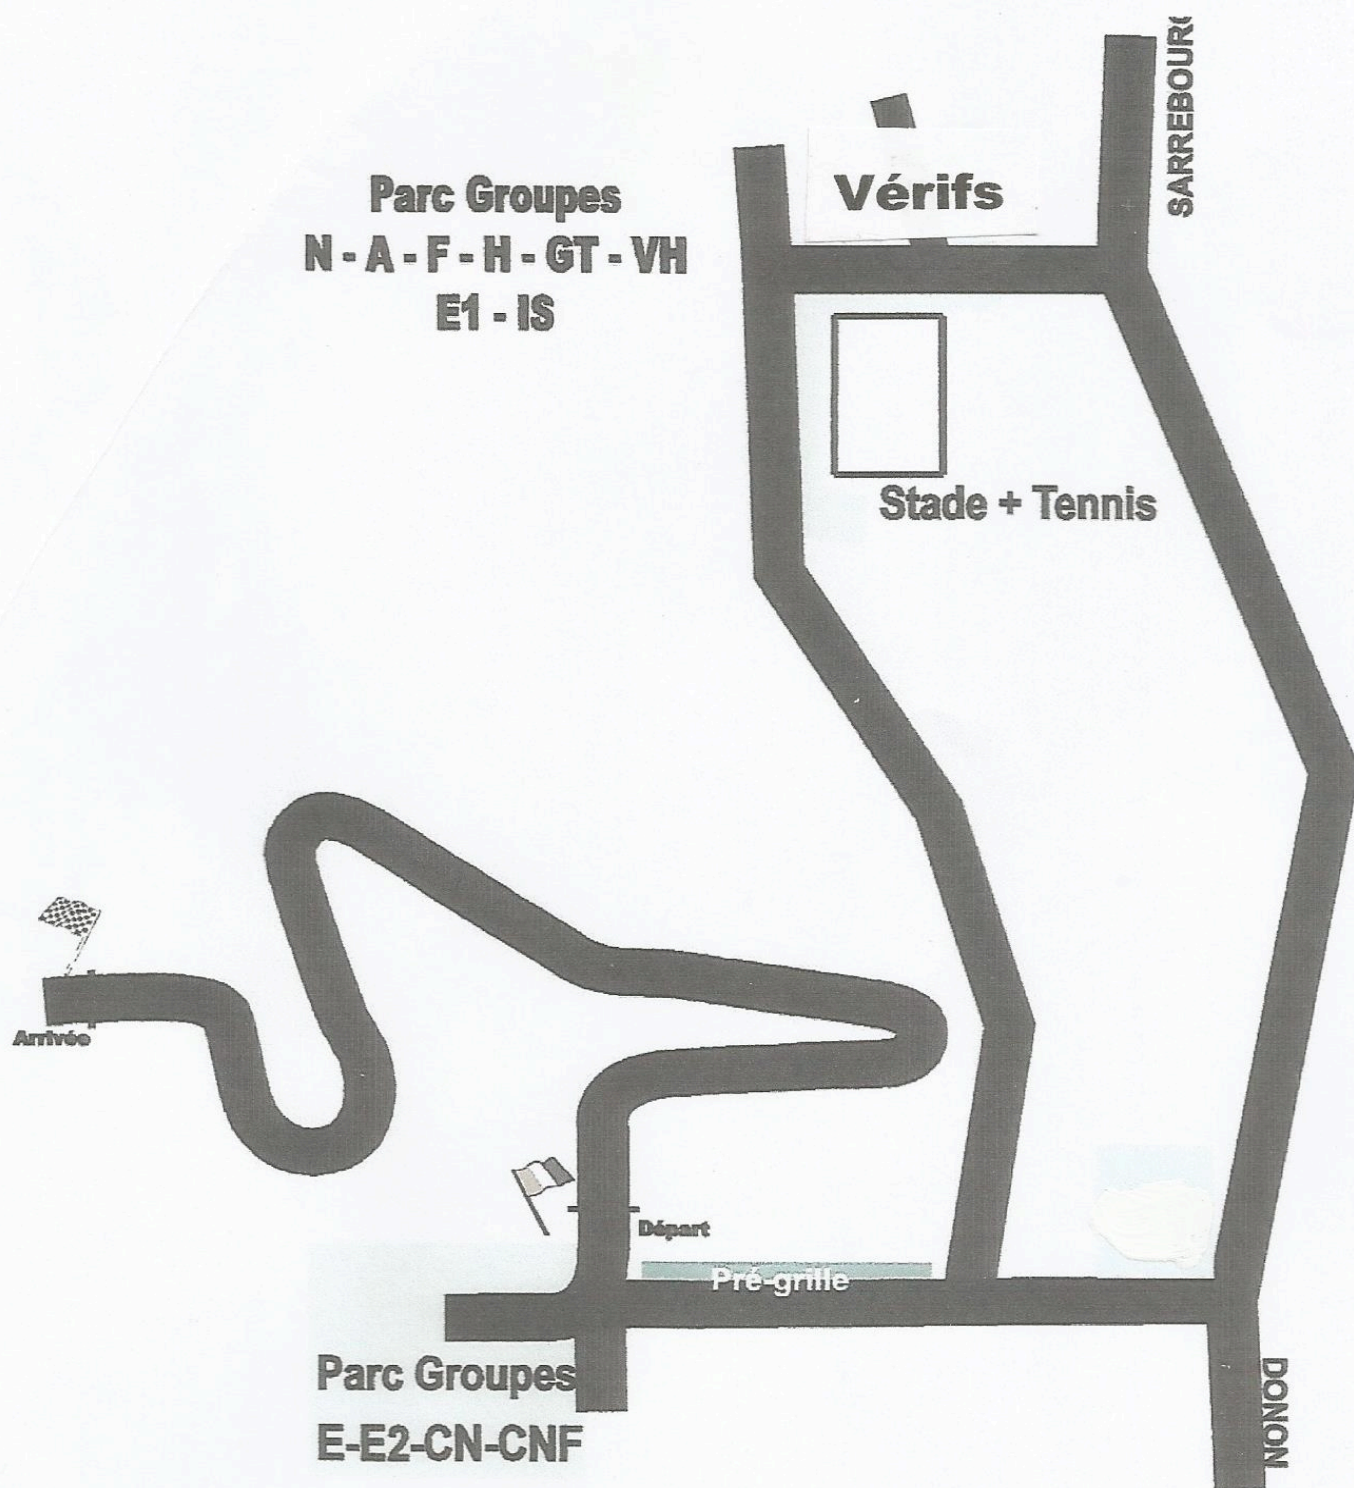 SARREBOURG
Vérifs
Parc Groupes
N - A - F - H - GT - VH
E1 - IS
Stade + Tennis
Arrivée
Départ
Pré-grille
Parc Groupes
E-E2-CN-CNF
DONON